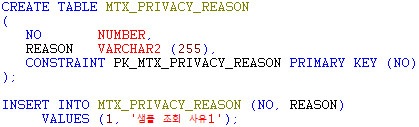 CREATE TABLE MTX_PRIVACY_REASON
(
    NO       NUMBER,
    REASON   VARCHAR2 (255),
    CONSTRAINT PK_MTX_PRIVACY_REASON PRIMARY KEY (NO)
);
INSERT INTO MTX_PRIVACY_REASON (NO, REASON)
     VALUES (1, '샘플 조회 사유1');